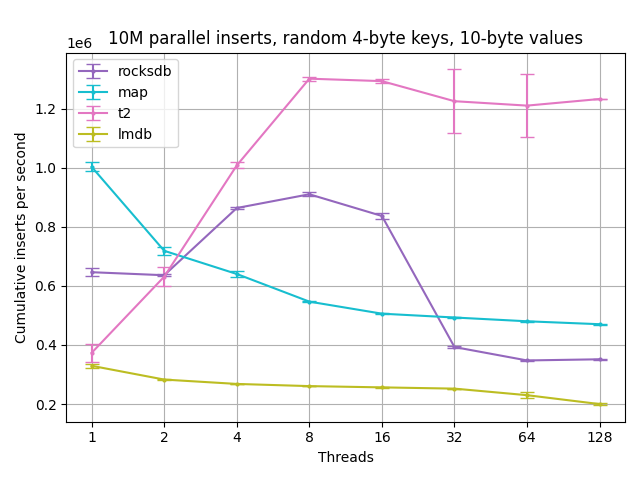 10M parallel inserts, random 4-byte keys, 10-byte values
1e6
rocksdb
map
t2
lmdb
Cumulative inserts per second
1.2
1.0
0.8
0.6
0.4
0.2
1 2 4 8 16 32 64 128
Threads